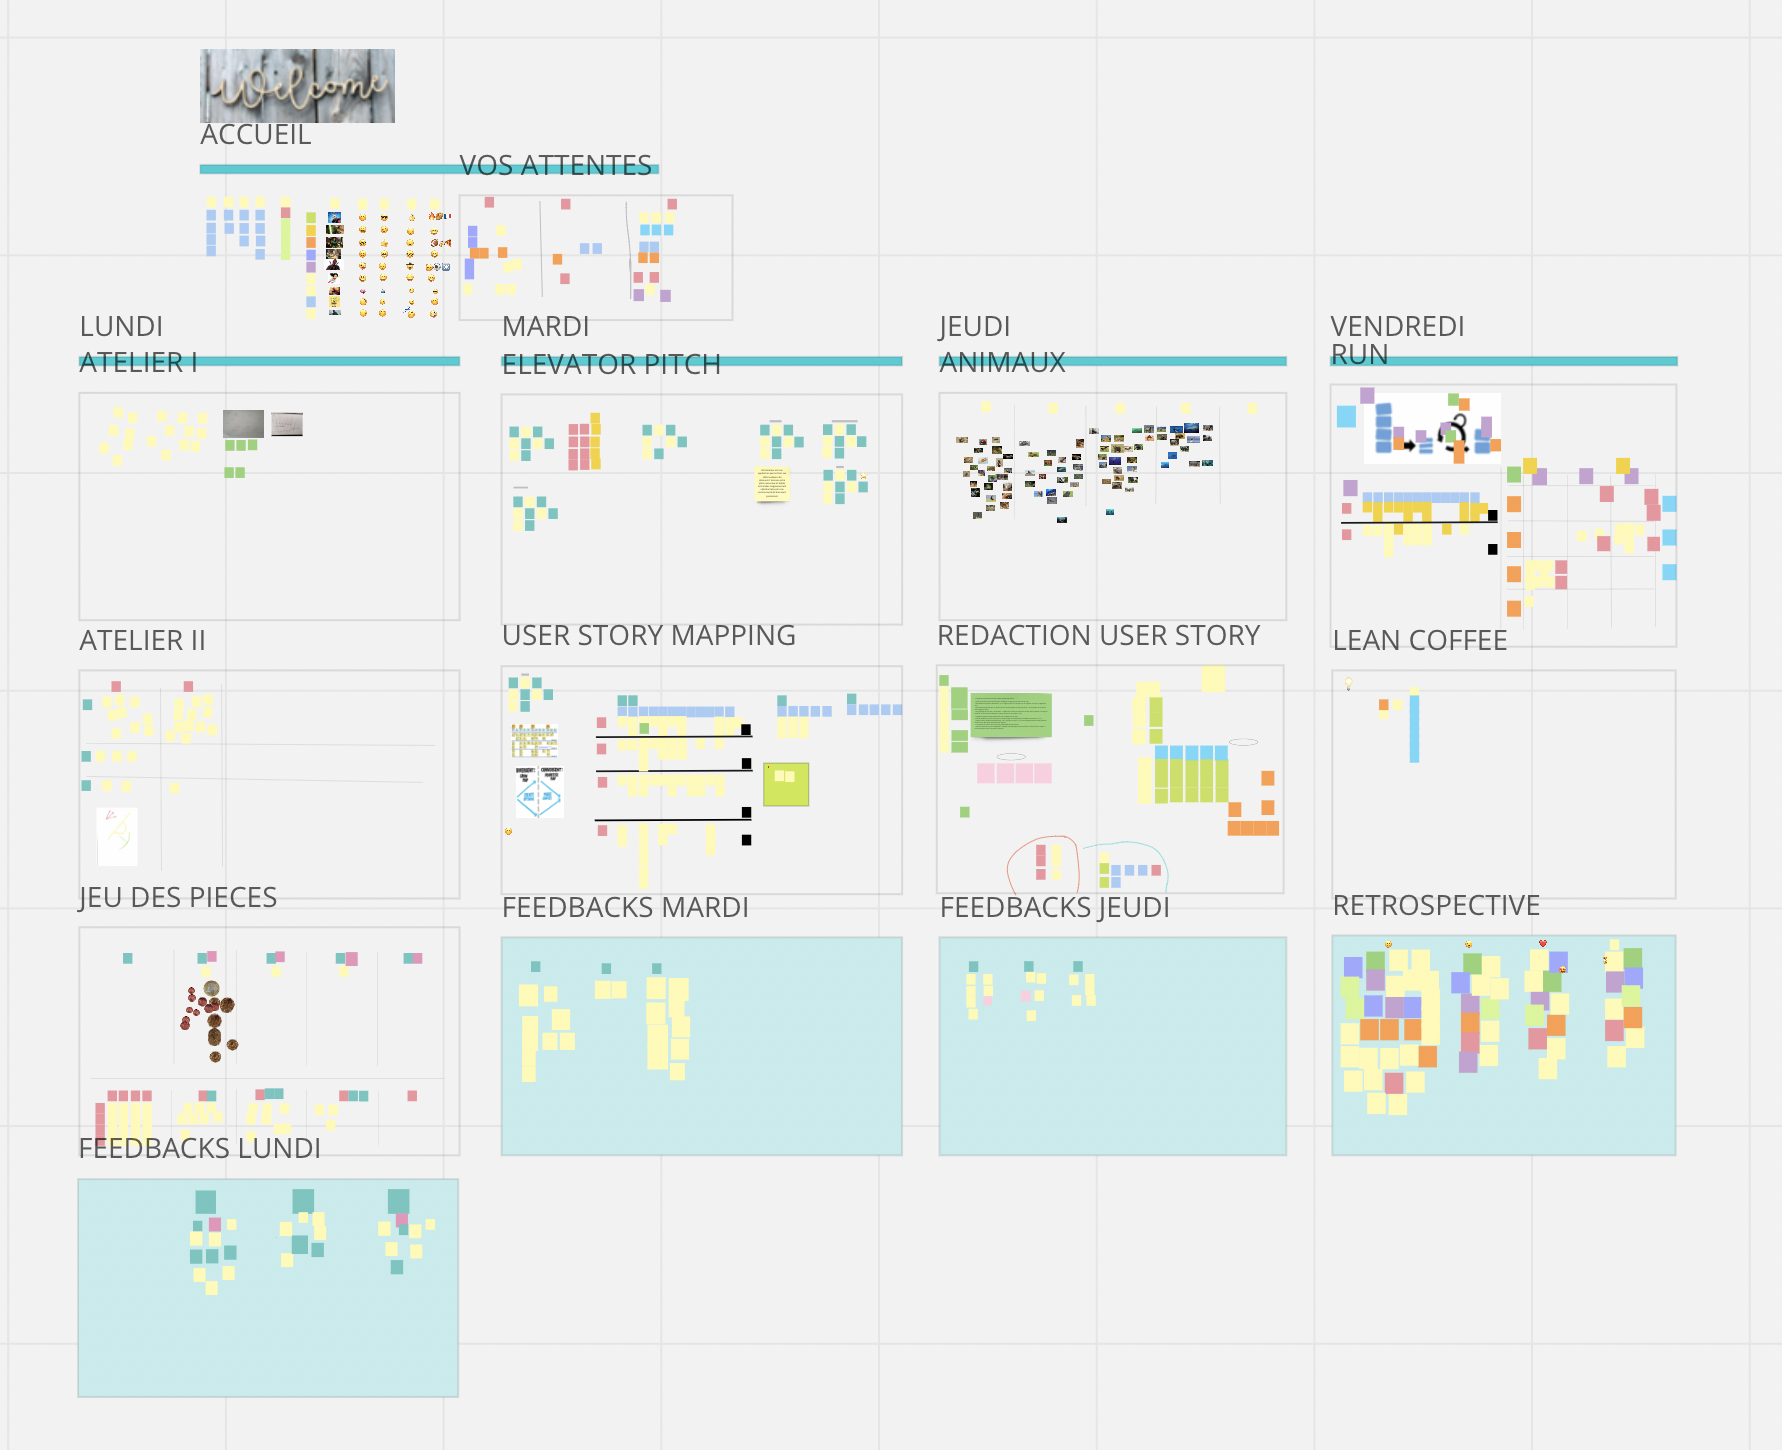 Welcome
ACCUEIL
VOS ATTENTES
LUNDI
ATELIER I
MARDI
ELEVATOR PITCH
JEUDI
ANIMAUX
VENDREDI
RUN
ATELIER II
USER STORY MAPPING
REDACTION USER STORY
LEAN COFFEE
JEU DES PIECES
FEEDBACKS MARDI
FEEDBACKS JEUDI
RETROSPECTIVE
FEEDBACKS LUNDI